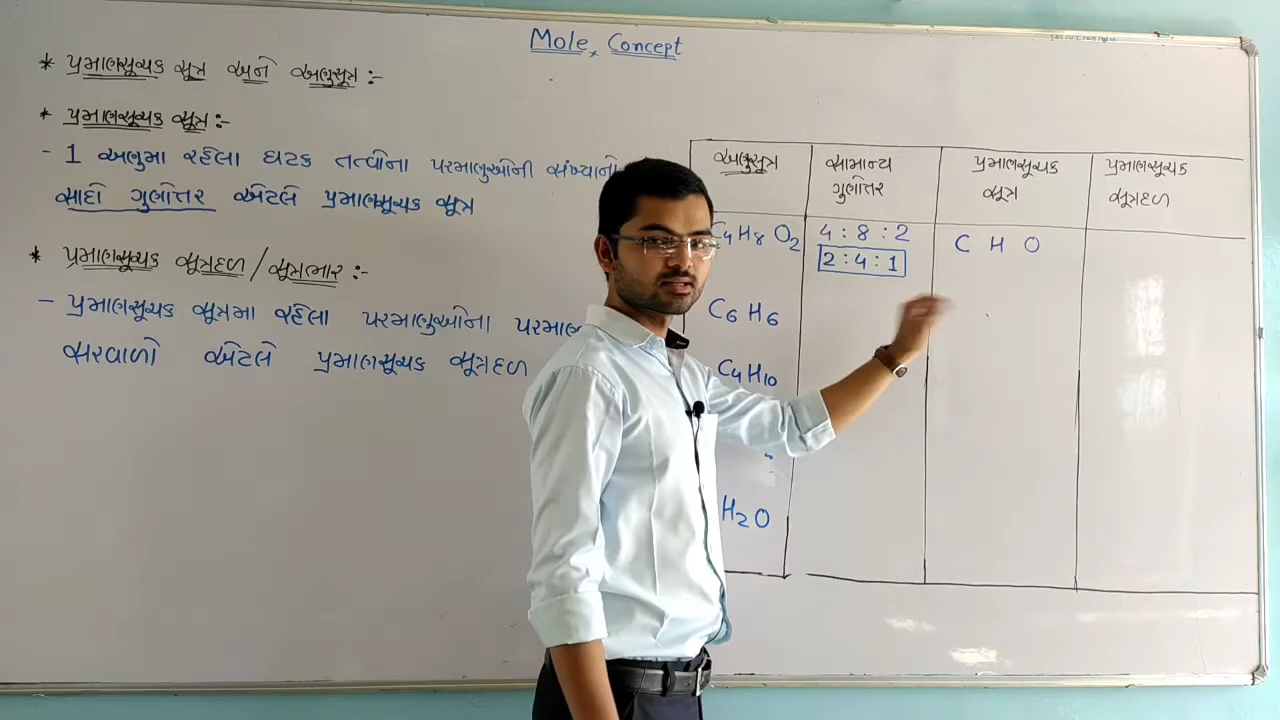 Mole Concept
* પ્રમાણસૂચક સૂત્ર અને અણુસૂત્ર :-
* પ્રમાણસૂચક સૂત્ર :-
- 1 અણુમા રહેલા ઘટક તત્વોના પરમાણુઓની સંખ્યાનો
સાદો ગુણોત્તર એટલે પ્રમાણસૂચક સૂત્ર
* પ્રમાણસૂચક સૂત્રદળ / સૂત્રભાર :-
- પ્રમાણસૂચક સૂત્રમા રહેલા પરમાણુઓના
સરવાળો એટલે પ્રમાણસૂચક સૂત્રદળ
અણુસૂત્ર
સામાન્ય
ગુણોત્તર
પ્રમાણસૂચક
સૂત્ર
પ્રમાણસૂચક
સૂત્રદળ
C4H8O2
4 : 8 : 2
2 : 4 : 1
C H O
C6H6
C4H10
H2O